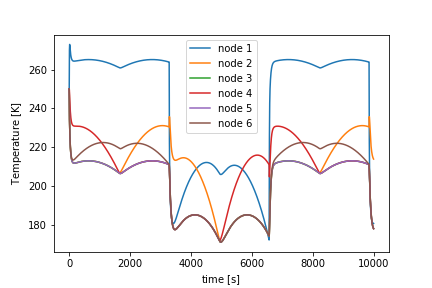 Temperature [K]
260
240
220
200
180
node 1
node 2
node 3
node 4
node 5
node 6
0
2000
4000
6000
8000
10000
time [s]